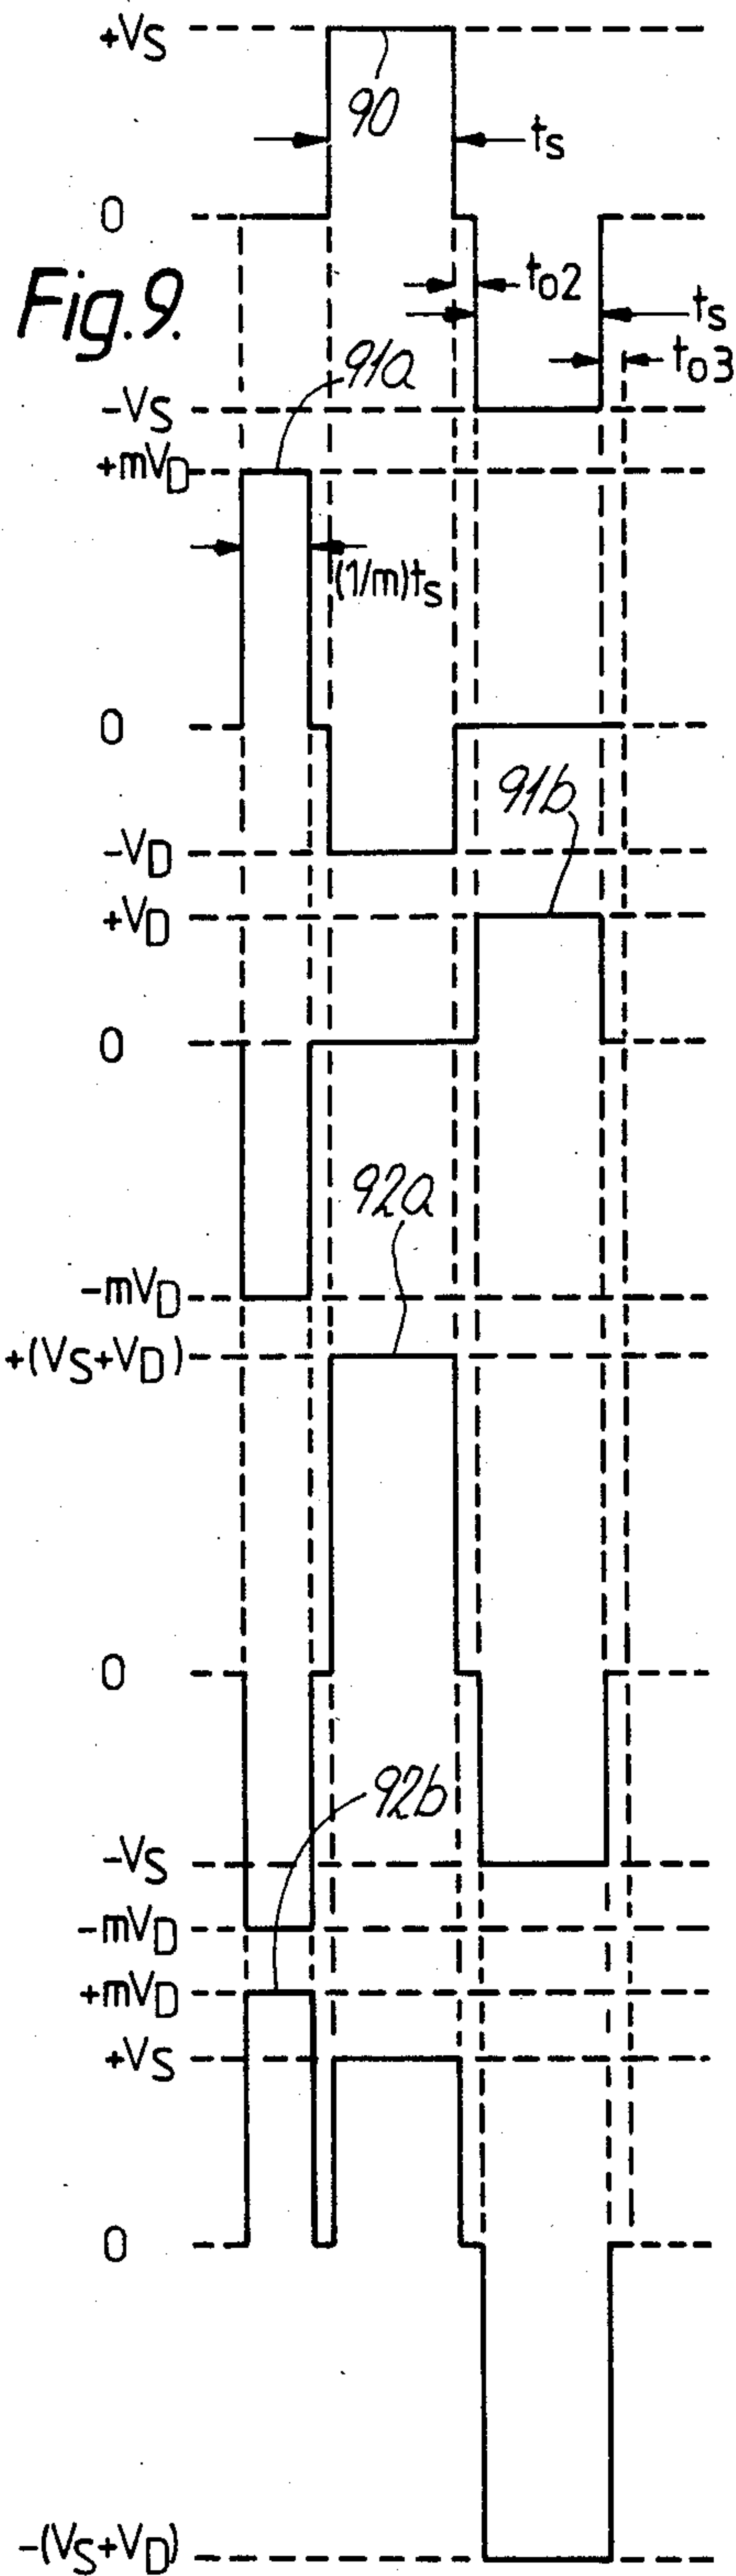 +VS
90
tS
0
Fig.9.
to2
tS
to3
-VS
91a
+mVD
(1/m)tS
0
91b
-VD
+VD
0
92a
-mVD
+(VS+VD)
0
92b
-VS
-mVD
+mVD
+VS
0
-(VS+VD)